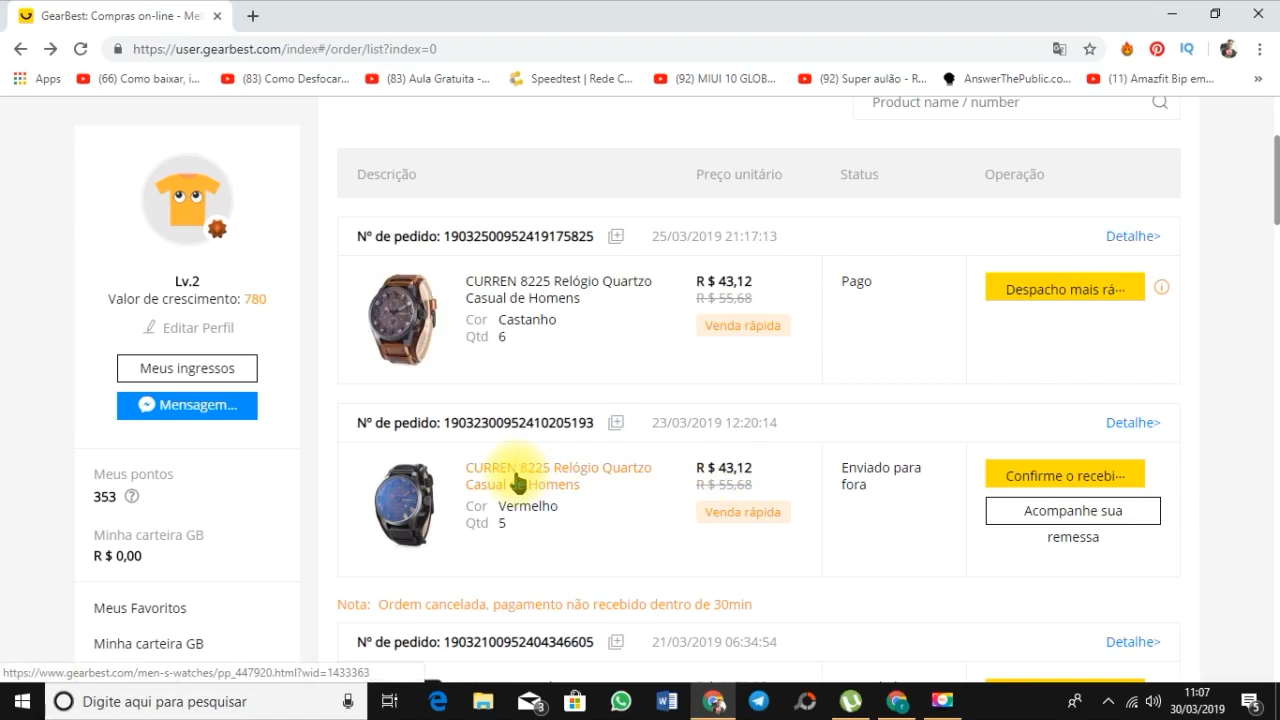 GearBest: Compras on-line - Mel
https://user.gearbest.com/index#/order/list?index=0
Apps
(66) Como baixar, i...
(83) Como Desfocar...
(83) Aula Gratuita -...
Speedtest | Rede C...
(92) MIUI 10 GLOB...
(92) Super aulão - R...
AnswerThePublic.co...
(11) Amazfit Bip em...
»
IQ
Product name / number
Descrição
Preço unitário
Status
Operação
Nº de pedido: 19032500952419175825
25/03/2019 21:17:13
Detalhe>
CURREN 8225 Relógio Quartzo
Casual de Homens
Cor Castanho
Qtd 6
R $ 43,12
R $ 55,68
Venda rápida
Pago
Despacho mais rá···
Nº de pedido: 19032300952410205193
23/03/2019 12:20:14
Detalhe>
CURREN 8225 Relógio Quartzo
Casual de Homens
Cor Vermelho
Qtd 5
R $ 43,12
R $ 55,68
Venda rápida
Enviado para
fora
Confirme o recebi···
Acompanhe sua
remessa
Nota: Ordem cancelada, pagamento não recebido dentro de 30min
Nº de pedido: 19032100952404346605
21/03/2019 06:34:54
Detalhe>
Lv.2
Valor de crescimento: 780
Editar Perfil
Meus ingressos
Mensagem...
Meus pontos
353
Minha carteira GB
R $ 0,00
Meus Favoritos
Minha carteira GB
https://www.gearbest.com/men-s-watches/pp_447920.html?wid=1433363
Digite aqui para pesquisar
3
11:07
30/03/2019
5